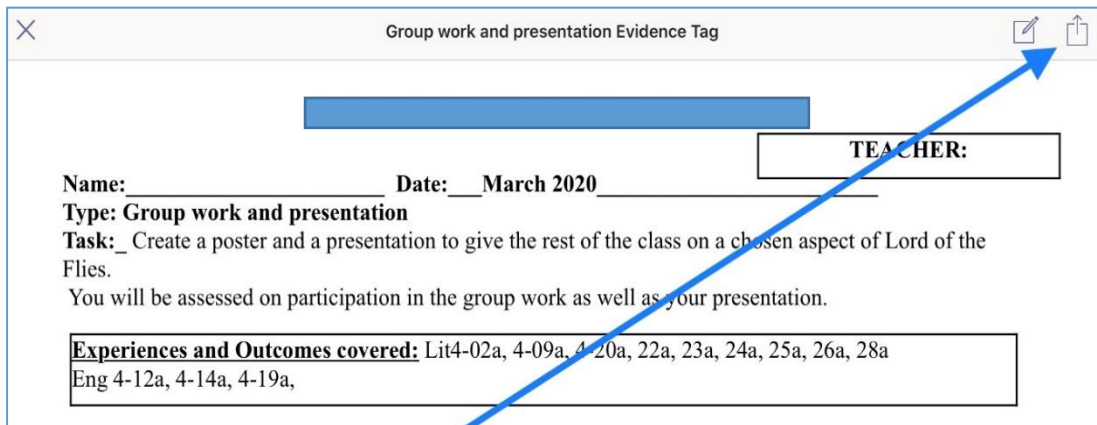 Group work and presentation Evidence Tag
TEACHER:
Name:__________________________ Date:___March 2020____________________________
Type: Group work and presentation
Task:_ Create a poster and a presentation to give the rest of the class on a chosen aspect of Lord of the
Flies.
You will be assessed on participation in the group work as well as your presentation.
Experiences and Outcomes covered: Lit4-02a, 4-09a, 4-20a, 22a, 23a, 24a, 25a, 26a, 28a
Eng 4-12a, 4-14a, 4-19a,